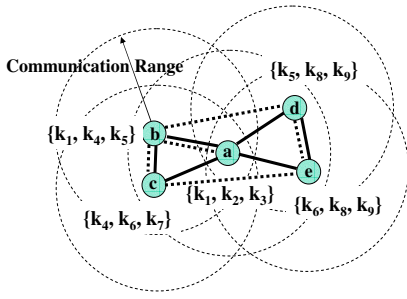 Communication Range
{k5, k8, k9}
d
{k1, k4, k5}
b
a
c
e
{k1, k2, k3}
{k4, k6, k7}
{k6, k8, k9}